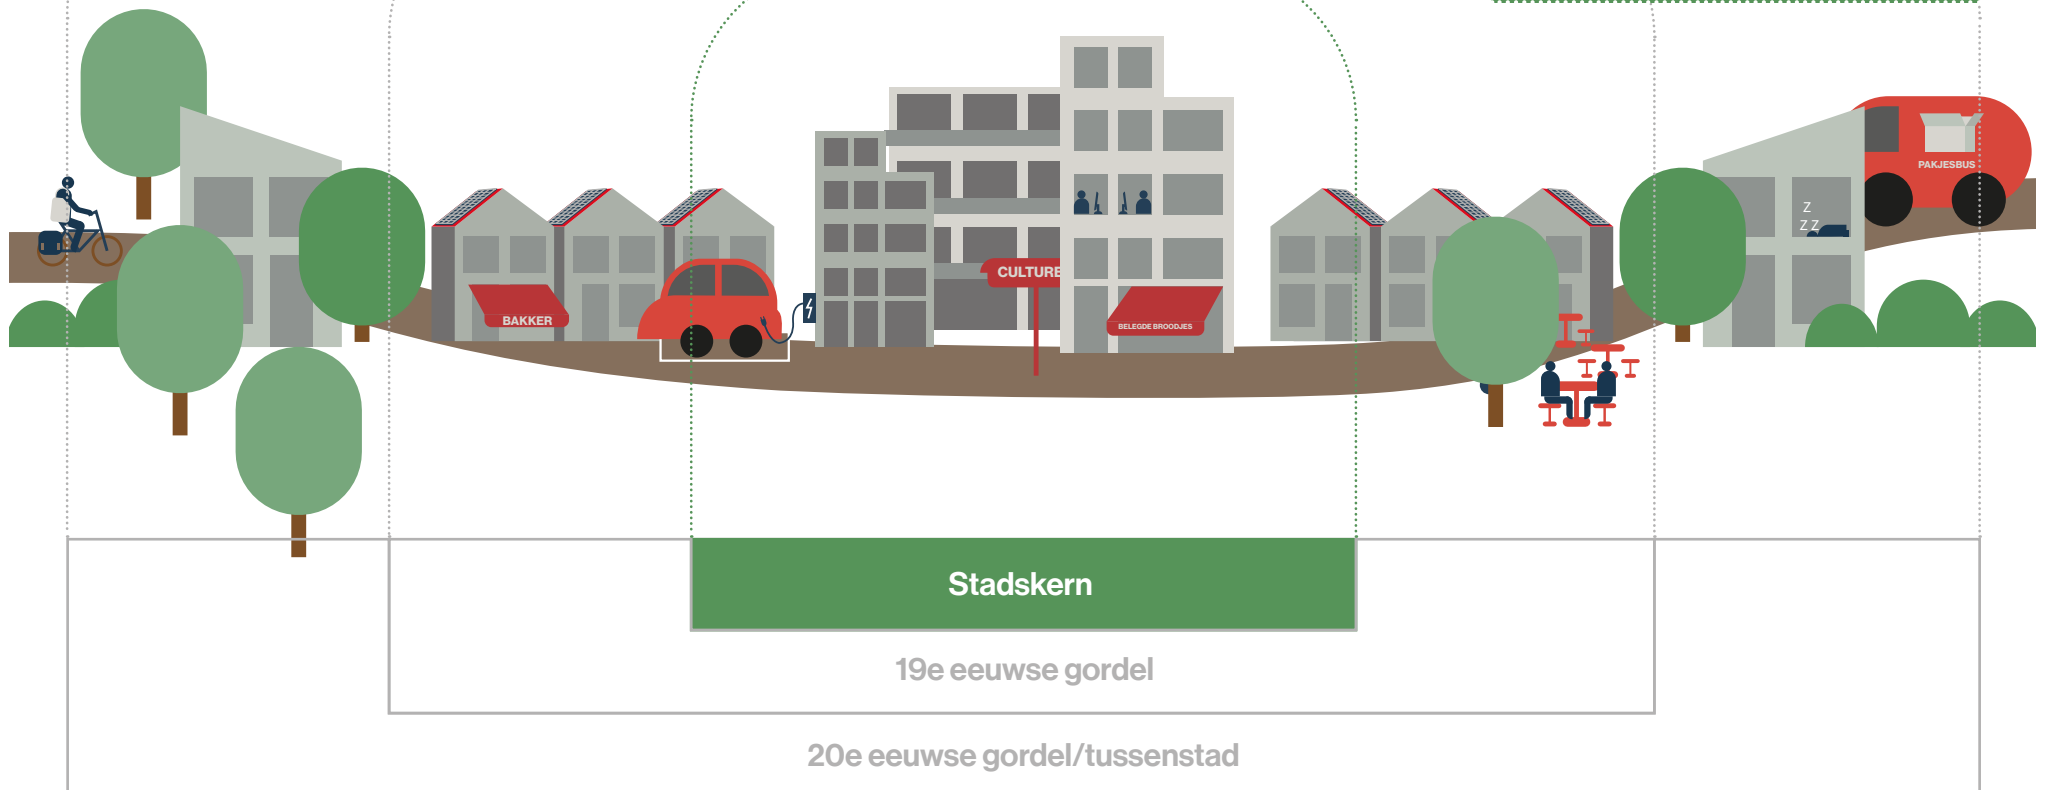 PAKJESBUS
Z
Z Z
CULTURE
BAKKER
BELEGDE BROODJES
Stadskern
19e eeuwse gordel
20e eeuwse gordel/tussenstad